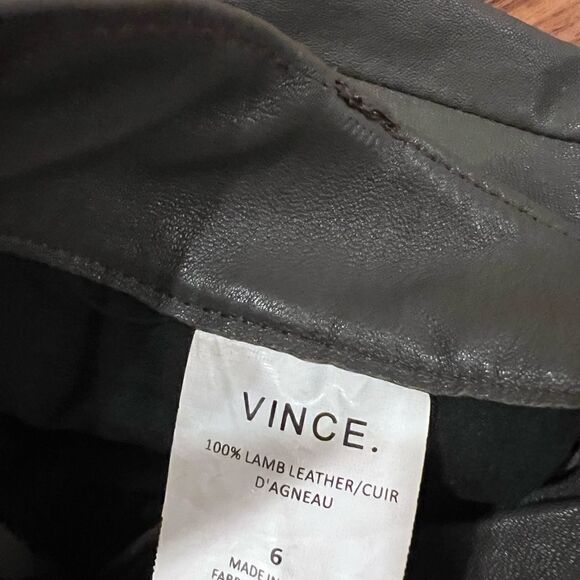 VINCE.
100% LAMB LEATHER/CUIR
D'AGNEAU
6
MADE IN